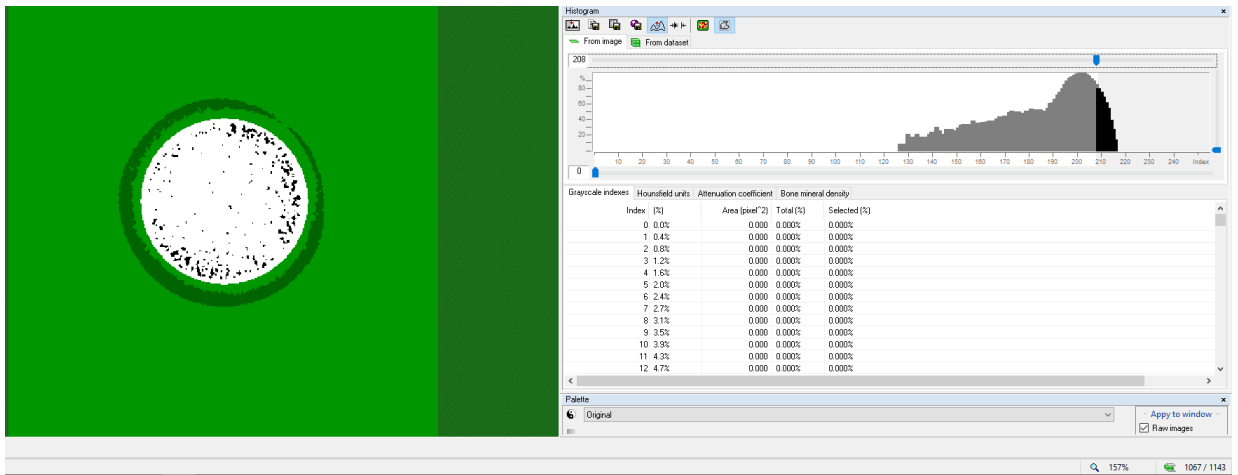 Histogram
From image From dataset
208
%
80
60
40
20
10 20 30 40 50 60 70 80 90 100 110 120 130 140 150 160 170 180 190 200 210 220 230 240 Index
0
Grayscale indexes Hounsfield units Attenuation coefficient Bone mineral density
Index (%) Area (pixel^2) Total (%) Selected (%)
0 0.0% 0.000 0.000% 0.000%
1 0.4% 0.000 0.000% 0.000%
2 0.8% 0.000 0.000% 0.000%
3 1.2% 0.000 0.000% 0.000%
4 1.6% 0.000 0.000% 0.000%
5 2.0% 0.000 0.000% 0.000%
6 2.4% 0.000 0.000% 0.000%
7 2.7% 0.000 0.000% 0.000%
8 3.1% 0.000 0.000% 0.000%
9 3.5% 0.000 0.000% 0.000%
10 3.9% 0.000 0.000% 0.000%
11 4.3% 0.000 0.000% 0.000%
12 4.7% 0.000 0.000% 0.000%
Palette
Original
Appy to window
Raw images
157% 1067 / 1143